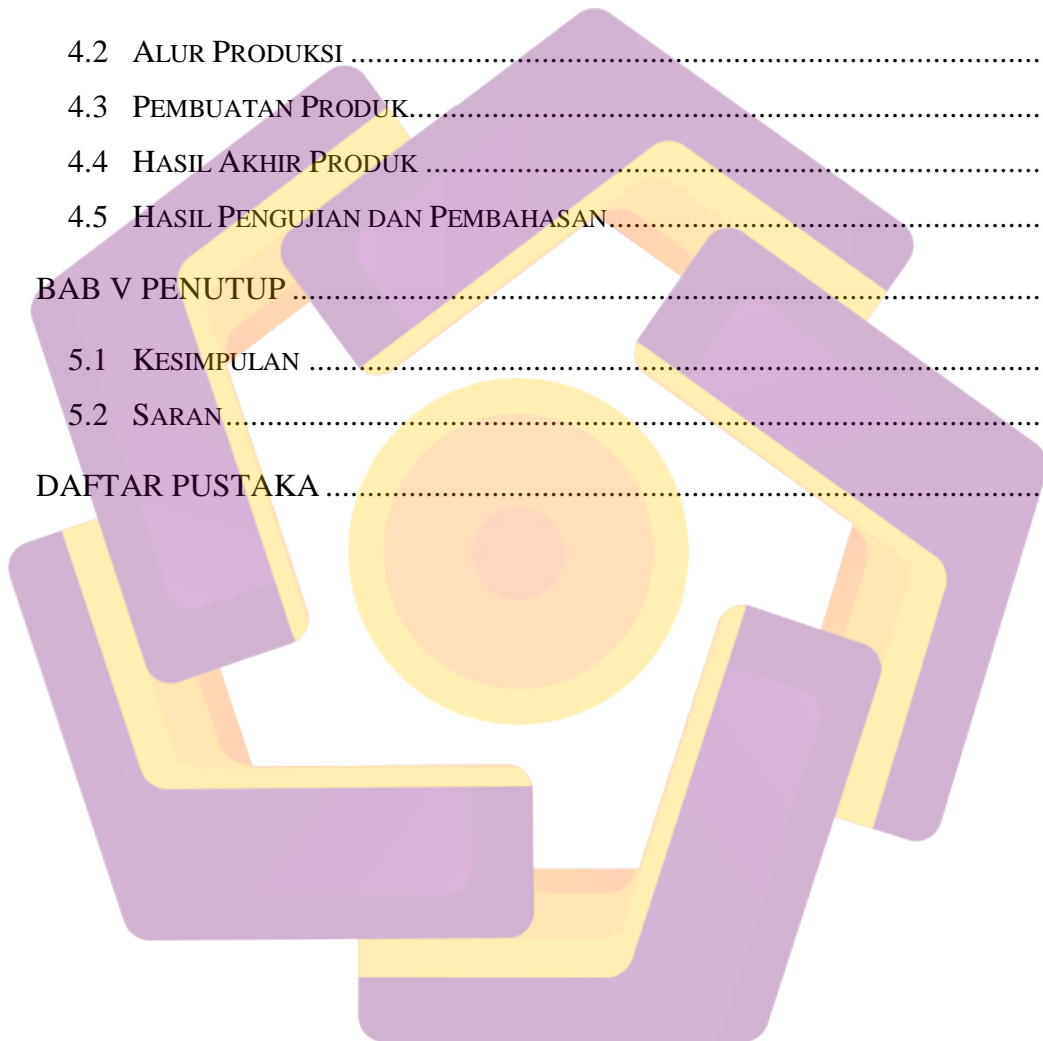 4.2 Alur Produksi ................................................................................
4.3 Pembuatan Produk................................................................................
4.4 Hasil Akhir Produk ................................................................................
4.5 Hasil Pengujian dan Pembahasan................................................................................
BAB V PENUTUP ................................................................................
5.1 Kesimpulan ................................................................................
5.2 Saran................................................................................
DAFTAR PUSTAKA ................................................................................